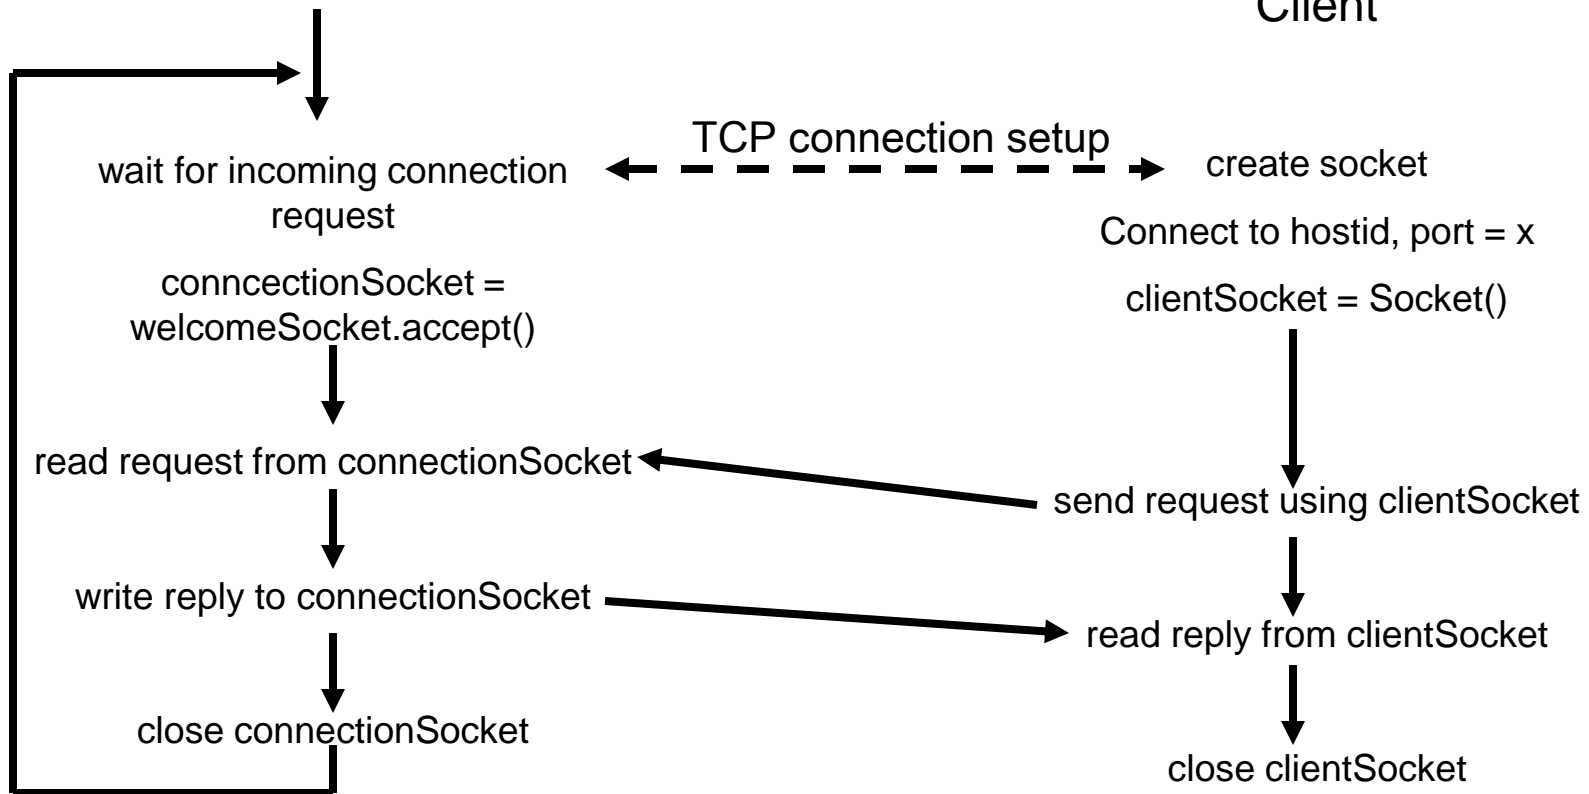 Client
TCP connection setup
wait for incoming connection
request
conncectionSocket =
welcomeSocket.accept()
read request from connectionSocket
write reply to connectionSocket
close connectionSocket
create socket
Connect to hostid, port = x
clientSocket = Socket()
send request using clientSocket
read reply from clientSocket
close clientSocket